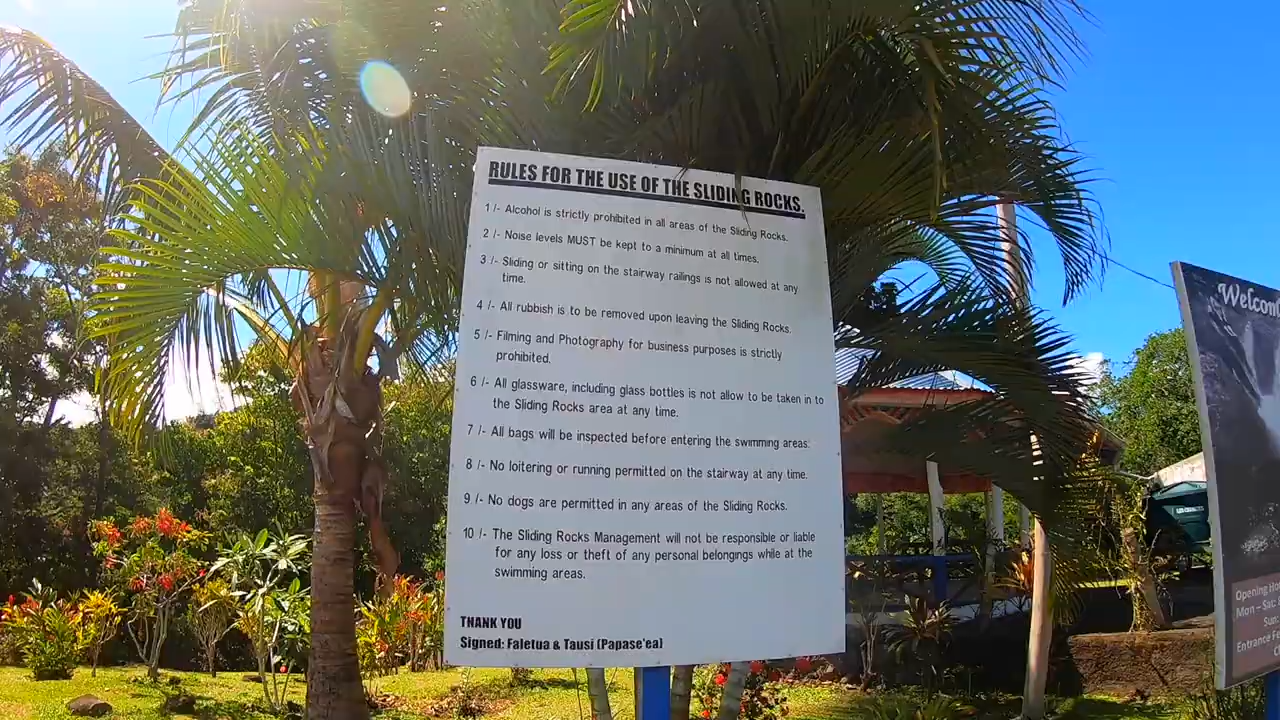 RULES FOR THE USE OF THE SLIDING ROCKS.
1 /- Alcohol is strictly prohibited in all areas of the Sliding Rocks.
2 /- Noise levels MUST be kept to a minimum at all times.
3 /- Sliding or sitting on the stairway railings is not allowed at any
time.
4 /- All rubbish is to be removed upon leaving the Sliding Rocks.
5 /- Filming and Photography for business purposes is strictly
prohibited.
6 /- All glassware, including glass bottles is not allow to be taken in to
the Sliding Rocks area at any time.
7 /- All bags will be inspected before entering the swimming areas.
8 /- No loitering or running permitted on the stairway at any time.
9 /- No dogs are permitted in any areas of the Sliding Rocks.
10 /- The Sliding Rocks Management will not be responsible or liable
for any loss or theft of any personal belongings while at the
swimming areas.
THANK YOU
Signed: Faletua & Tausi (Papase'ea)
Opening
Mon – Sat:
Sun:
Entrance